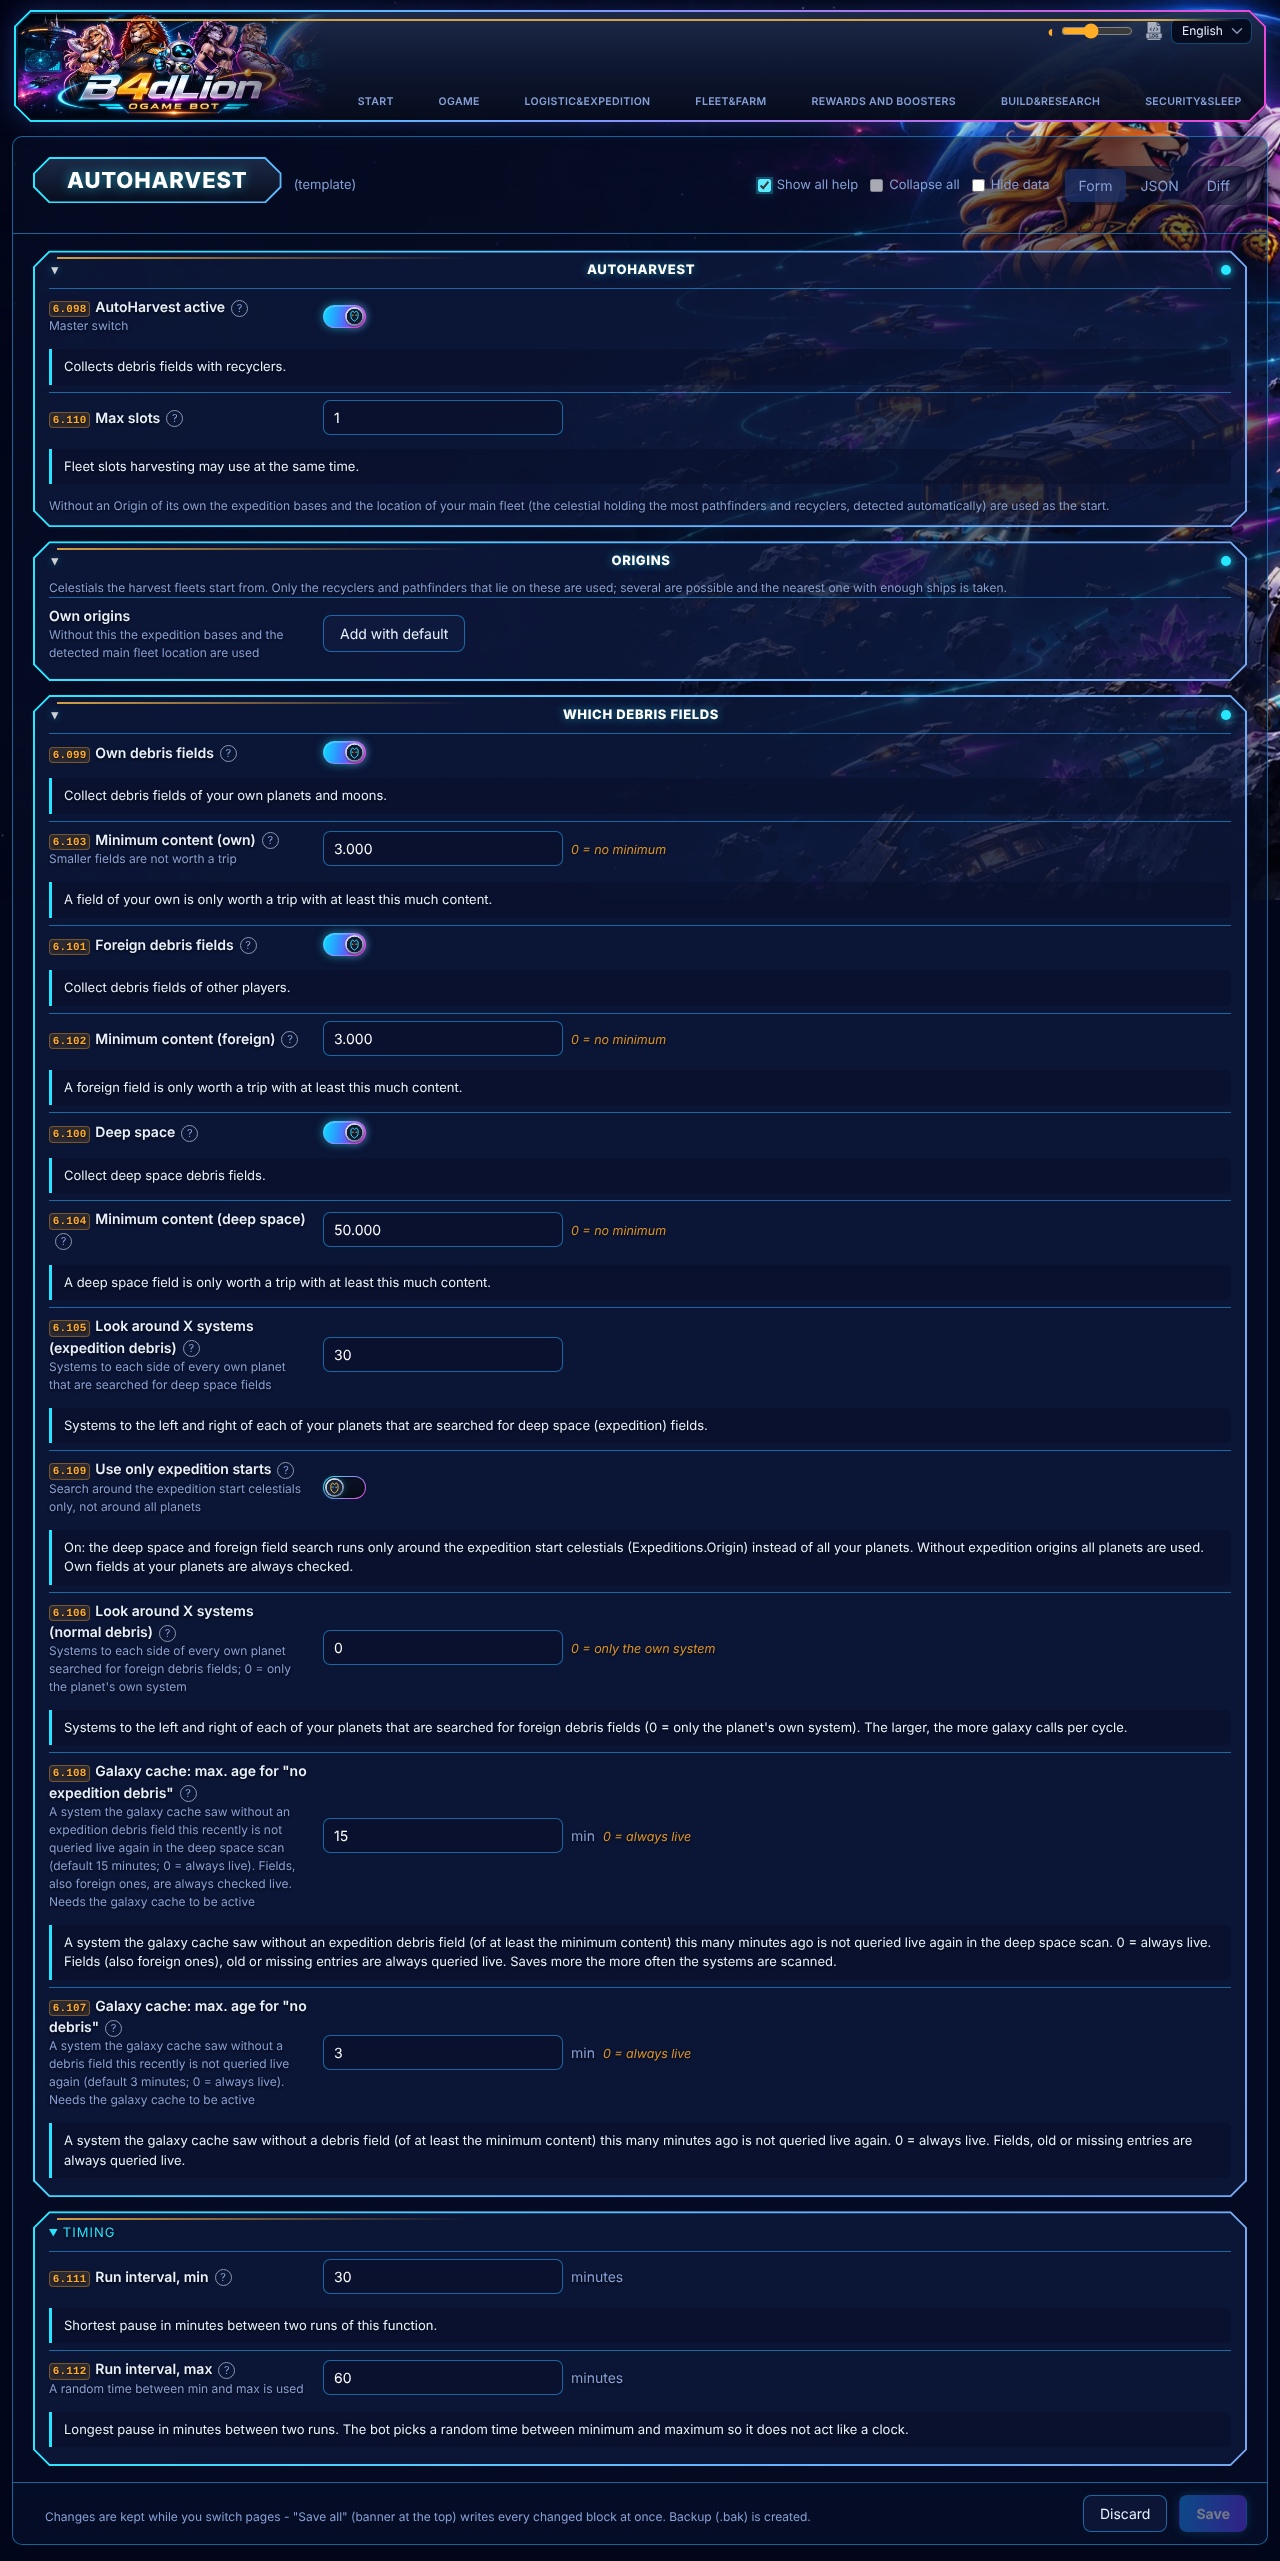 B4dLion
OGAME BOT
English
START
OGAME
LOGISTIC&EXPEDITION
FLEET&FARM
REWARDS AND BOOSTERS
BUILD&RESEARCH
SECURITY&SLEEP
AUTOHARVEST
(template)
Show all help
Collapse all
Hide data
Form
JSON
Diff
AUTOHARVEST
6.098 AutoHarvest active ?
Master switch
Collects debris fields with recyclers.
6.110 Max slots ?
1
Fleet slots harvesting may use at the same time.
Without an Origin of its own the expedition bases and the location of your main fleet (the celestial holding the most pathfinders and recyclers, detected automatically) are used as the start.
ORIGINS
Celestials the harvest fleets start from. Only the recyclers and pathfinders that lie on these are used; several are possible and the nearest one with enough ships is taken.
Own origins
Without this the expedition bases and the
detected main fleet location are used
Add with default
WHICH DEBRIS FIELDS
6.099 Own debris fields ?
Collect debris fields of your own planets and moons.
6.103 Minimum content (own) ?
Smaller fields are not worth a trip
3.000
0 = no minimum
A field of your own is only worth a trip with at least this much content.
6.101 Foreign debris fields ?
Collect debris fields of other players.
6.102 Minimum content (foreign) ?
3.000
0 = no minimum
A foreign field is only worth a trip with at least this much content.
6.100 Deep space ?
Collect deep space debris fields.
6.104 Minimum content (deep space)
?
50.000
0 = no minimum
A deep space field is only worth a trip with at least this much content.
6.105 Look around X systems
(expedition debris) ?
Systems to each side of every own planet
that are searched for deep space fields
30
Systems to the left and right of each of your planets that are searched for deep space (expedition) fields.
6.109 Use only expedition starts ?
Search around the expedition start celestials
only, not around all planets
On: the deep space and foreign field search runs only around the expedition start celestials (Expeditions.Origin) instead of all your planets. Without expedition origins all planets are used.
Own fields at your planets are always checked.
6.106 Look around X systems
(normal debris) ?
Systems to each side of every own planet
searched for foreign debris fields; 0 = only
the planet's own system
0
0 = only the own system
Systems to the left and right of each of your planets that are searched for foreign debris fields (0 = only the planet's own system). The larger, the more galaxy calls per cycle.
6.108 Galaxy cache: max. age for "no
expedition debris" ?
A system the galaxy cache saw without an
expedition debris field this recently is not
queried live again in the deep space scan
(default 15 minutes; 0 = always live). Fields,
also foreign ones, are always checked live.
Needs the galaxy cache to be active
15
min
0 = always live
A system the galaxy cache saw without an expedition debris field (of at least the minimum content) this many minutes ago is not queried live again in the deep space scan. 0 = always live.
Fields (also foreign ones), old or missing entries are always queried live. Saves more the more often the systems are scanned.
6.107 Galaxy cache: max. age for "no
debris" ?
A system the galaxy cache saw without a
debris field this recently is not queried live
again (default 3 minutes; 0 = always live).
Needs the galaxy cache to be active
3
min
0 = always live
A system the galaxy cache saw without a debris field (of at least the minimum content) this many minutes ago is not queried live again. 0 = always live. Fields, old or missing entries are
always queried live.
TIMING
6.111 Run interval, min ?
30
minutes
Shortest pause in minutes between two runs of this function.
6.112 Run interval, max ?
A random time between min and max is used
60
minutes
Longest pause in minutes between two runs. The bot picks a random time between minimum and maximum so it does not act like a clock.
Changes are kept while you switch pages - "Save all" (banner at the top) writes every changed block at once. Backup (.bak) is created.
Discard
Save